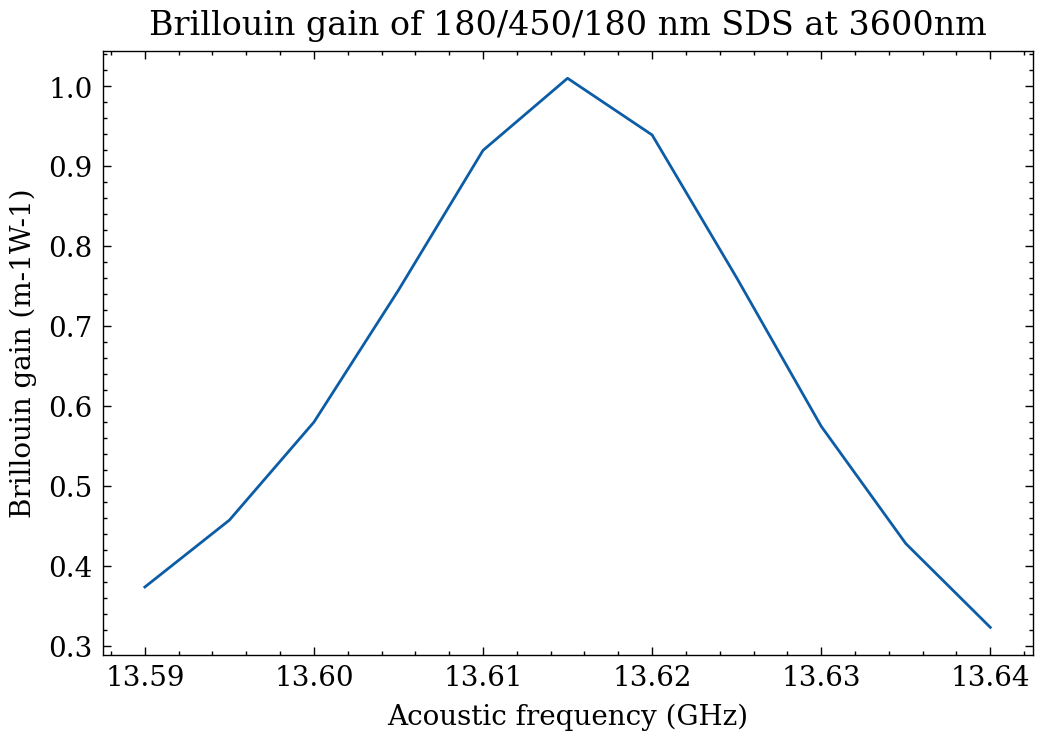 Brillouin gain of 180/450/180 nm SDS at 3600nm
Brillouin gain (m-1W-1)
1.0
0.9
0.8
0.7
0.6
0.5
0.4
0.3
13.59 13.60 13.61 13.62 13.63 13.64
Acoustic frequency (GHz)